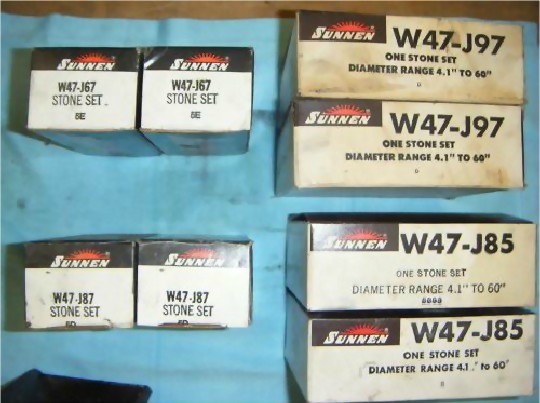 SUNNEN
W47-J67
STONE SET
5E
SUNNEN
W47-J67
STONE SET
5E
SUNNEN W47-J97
ONE STONE SET
DIAMETER RANGE 4.1" TO 60"
SUNNEN W47-J97
ONE STONE SET
DIAMETER RANGE 4.1" TO 60"
SUNNEN
W47-J87
STONE SET
SUNNEN
W47-J87
STONE SET
SUNNEN W47-J85
ONE STONE SET
DIAMETER RANGE 4.1" TO 60"
SUNNEN W47-J85
ONE STONE SET
DIAMETER RANGE 4.1" to 60"